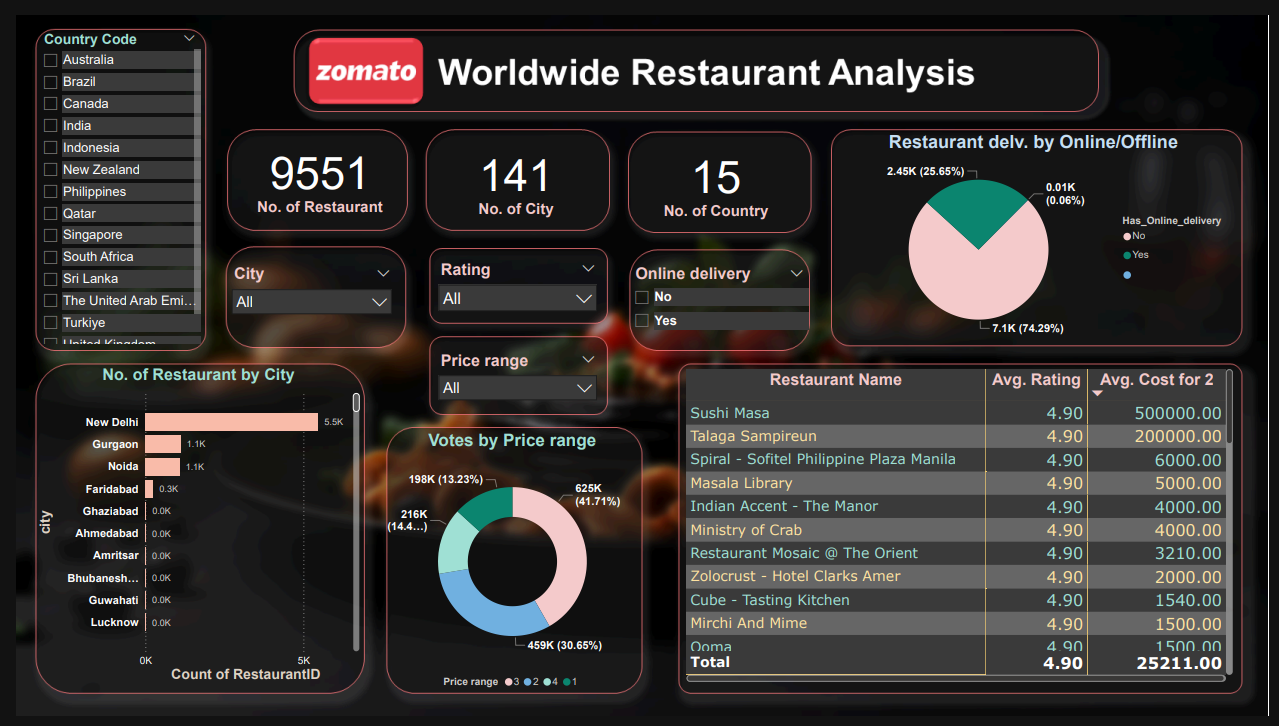 Country Code
Australia
Brazil
Canada
India
Indonesia
New Zealand
Philippines
Qatar
Singapore
South Africa
Sri Lanka
The United Arab Emi...
Turkiye
United Kingdom
zomato
Worldwide Restaurant Analysis
9551
No. of Restaurant
141
No. of City
15
No. of Country
Restaurant delv. by Online/Offline
2.45K (25.65%)
0.01K
(0.06%)
7.1K (74.29%)
Has_Online_delivery
No
Yes
City
All
Rating
All
Online delivery
No
Yes
Price range
All
No. of Restaurant by City
city
New Delhi 5.5K
Gurgaon 1.1K
Noida 1.1K
Faridabad 0.3K
Ghaziabad 0.0K
Ahmedabad 0.0K
Amritsar 0.0K
Bhubanesh... 0.0K
Guwahati 0.0K
Lucknow 0.0K
0K 5K
Count of RestaurantID
Votes by Price range
198K (13.23%)
625K
(41.71%)
216K
(14.4...)
459K (30.65%)
Price range 3 2 4 1
Restaurant Name Avg. Rating Avg. Cost for 2
Sushi Masa 4.90 500000.00
Talaga Sampireun 4.90 200000.00
Spiral - Sofitel Philippine Plaza Manila 4.90 6000.00
Masala Library 4.90 5000.00
Indian Accent - The Manor 4.90 4000.00
Ministry of Crab 4.90 4000.00
Restaurant Mosaic @ The Orient 4.90 3210.00
Zolocrust - Hotel Clarks Amer 4.90 2000.00
Cube - Tasting Kitchen 4.90 1540.00
Mirchi And Mime 4.90 1500.00
Ooma 4.90 1500.00
Total 4.90 25211.00